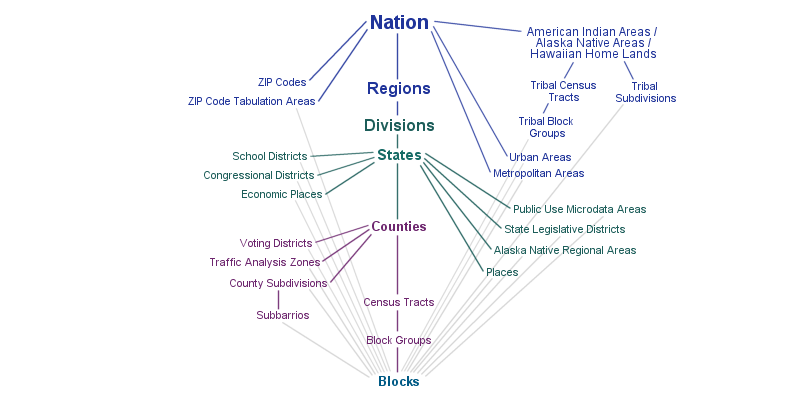 Nation
American Indian Areas /
Alaska Native Areas /
Hawaiian Home Lands
ZIP Codes
Regions
Tribal Census
Tracts
Tribal
Subdivisions
ZIP Code Tabulation Areas
Divisions
Tribal Block
Groups
School Districts
States
Urban Areas
Congressional Districts
Metropolitan Areas
Economic Places
Public Use Microdata Areas
Counties
State Legislative Districts
Voting Districts
Alaska Native Regional Areas
Traffic Analysis Zones
Places
County Subdivisions
Census Tracts
Subbarrios
Block Groups
Blocks